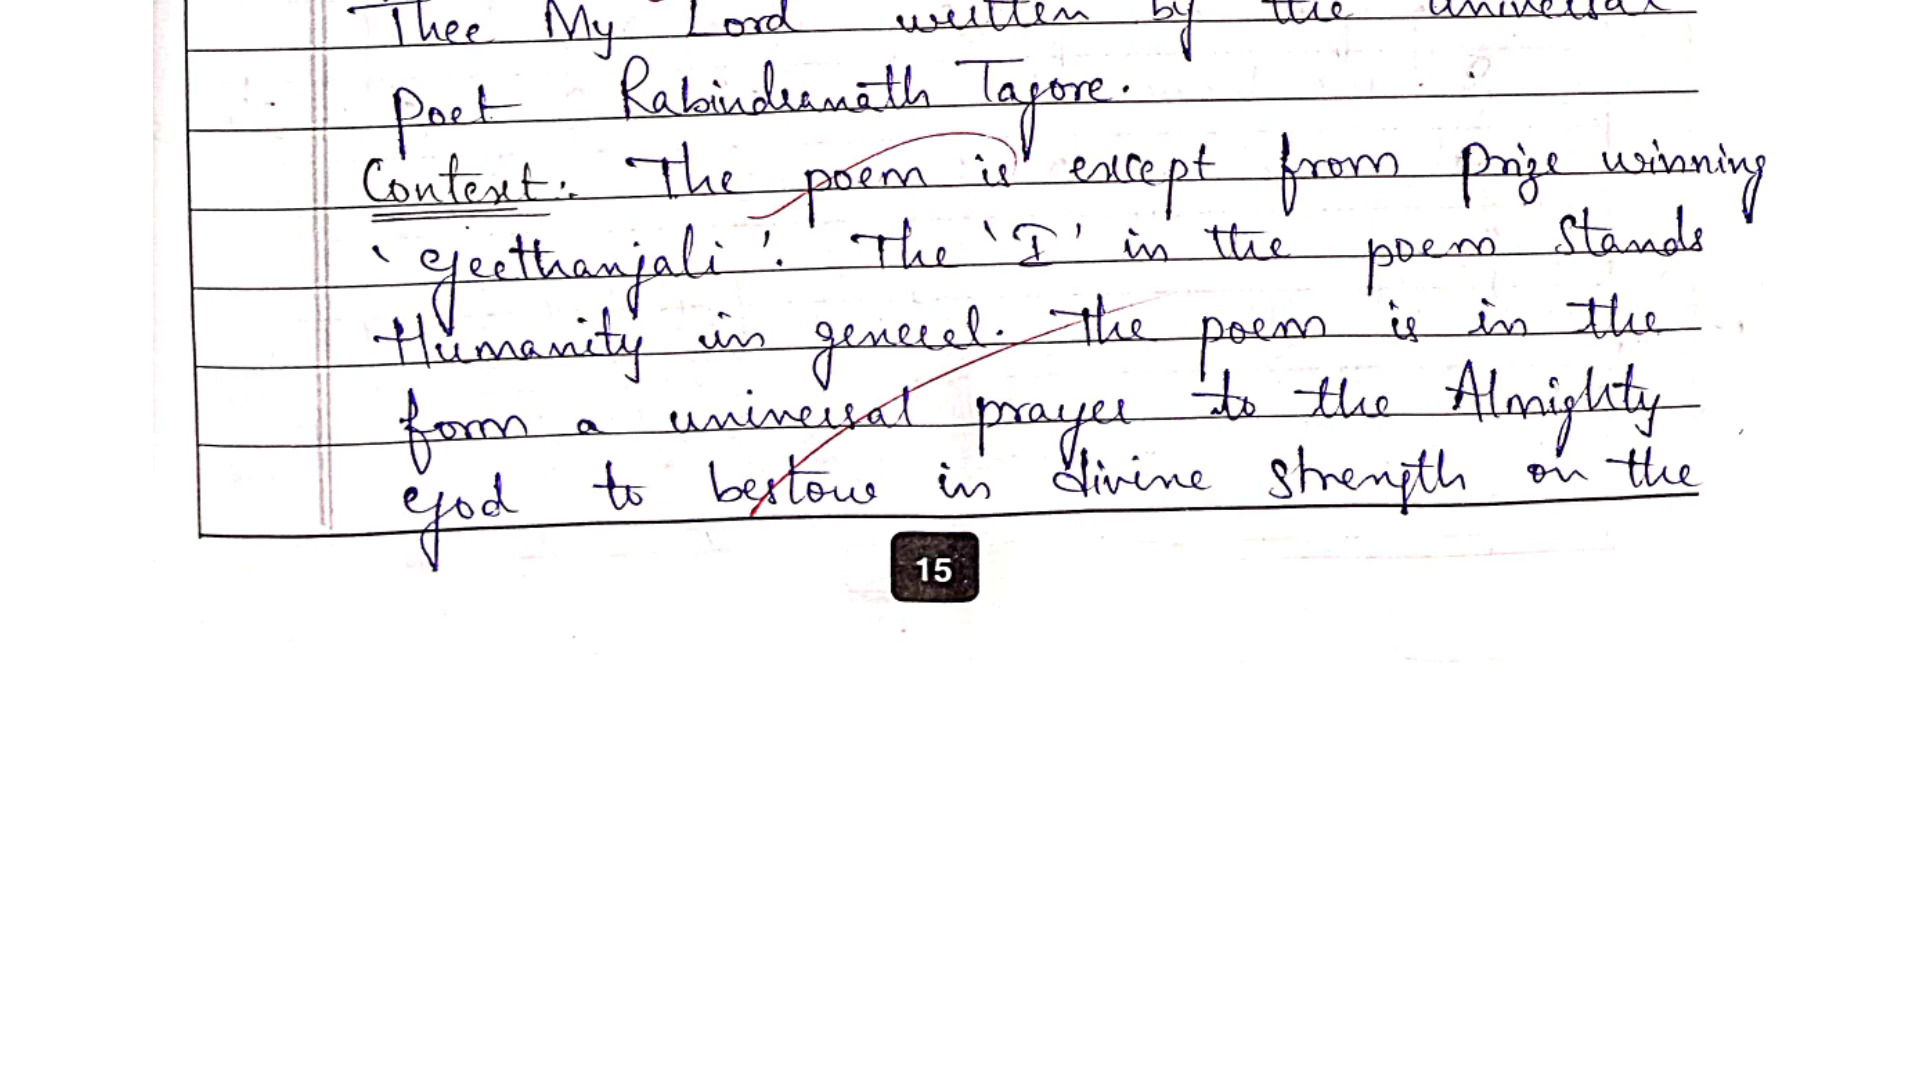 Thee My Lord written by the universal
Poet Rabindranath Tagore.
Context: The poem is except from prize winning
'Geethanjali'. The 'I' in the poem Stands
Humanity in general. The poem is in the
form a universal prayer to the Almighty
God to bestow in divine strength on the
15